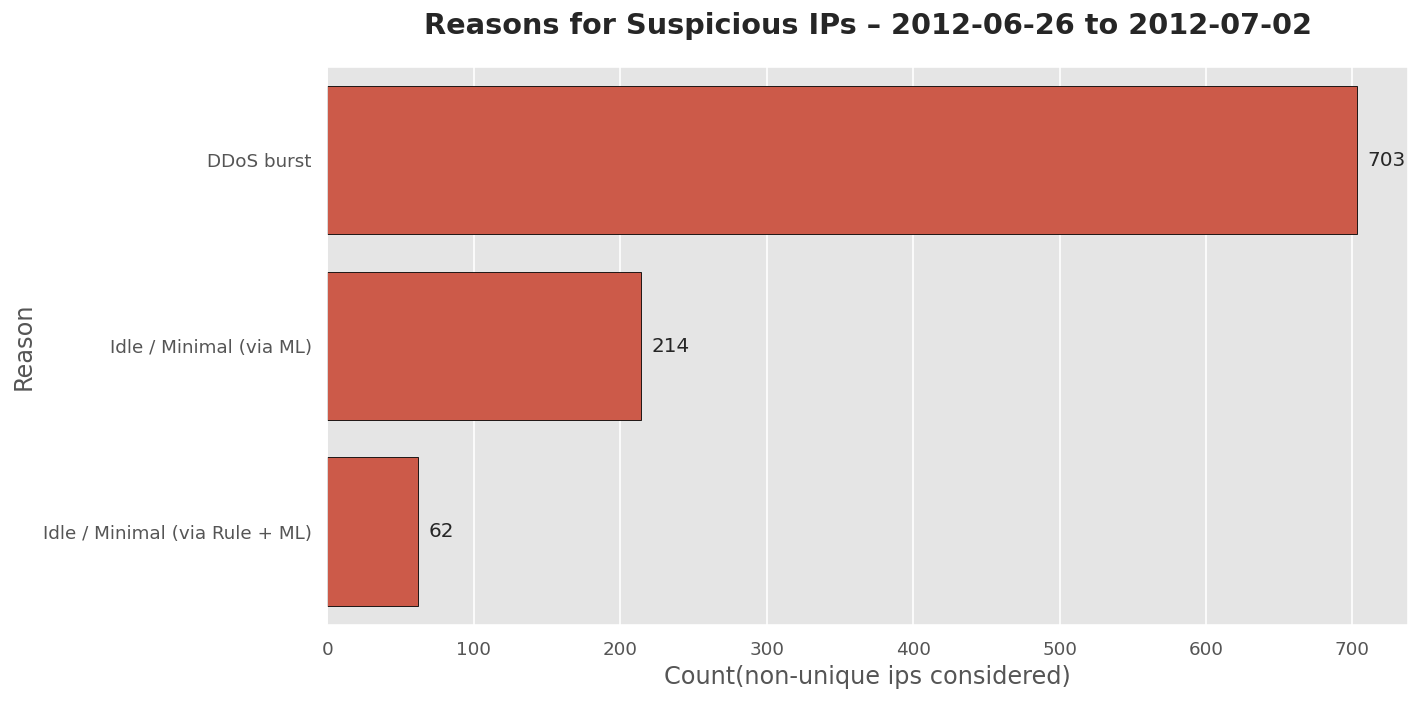 Reasons for Suspicious IPs – 2012-06-26 to 2012-07-02
Reason
DDoS burst
703
Idle / Minimal (via ML)
214
Idle / Minimal (via Rule + ML)
62
0 100 200 300 400 500 600 700
Count(non-unique ips considered)